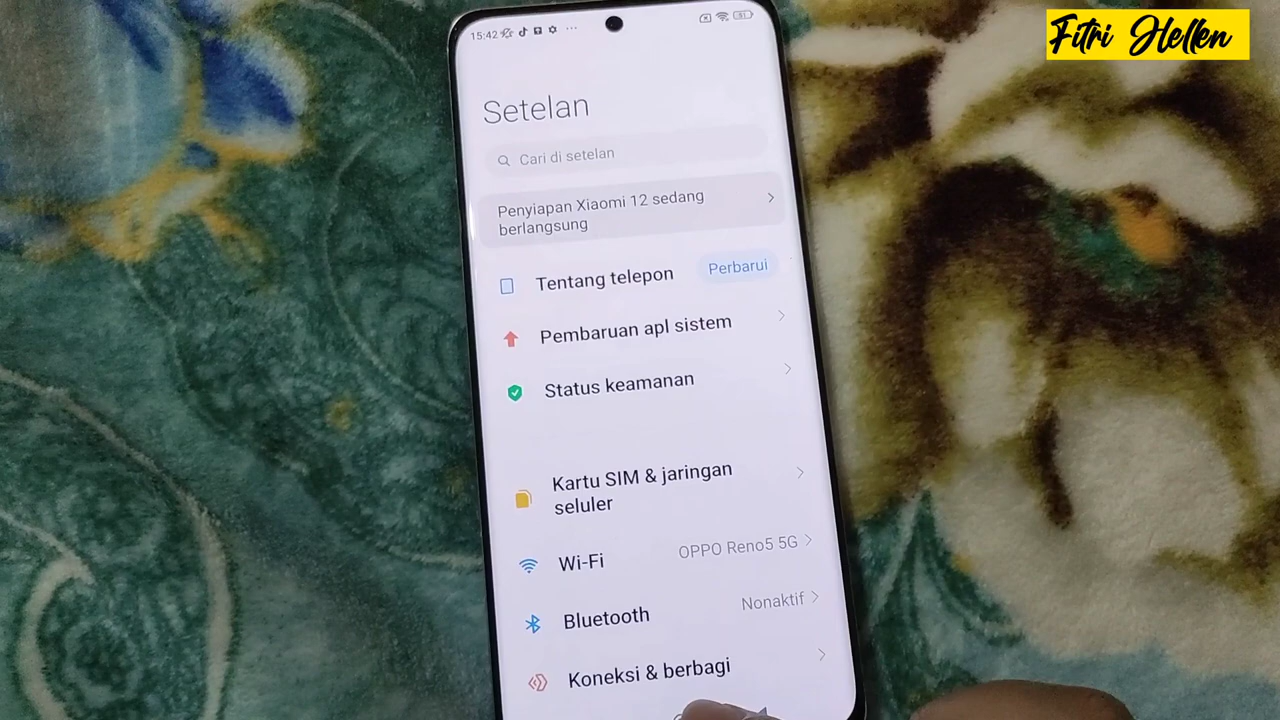 Fitri Hellen
15:42
51
Setelan
Cari di setelan
Penyiapan Xiaomi 12 sedang
berlangsung
Tentang telepon Perbarui
Pembaruan apl sistem
Status keamanan
Kartu SIM & jaringan
seluler
Wi-Fi OPPO Reno5 5G
Bluetooth Nonaktif
Koneksi & berbagi